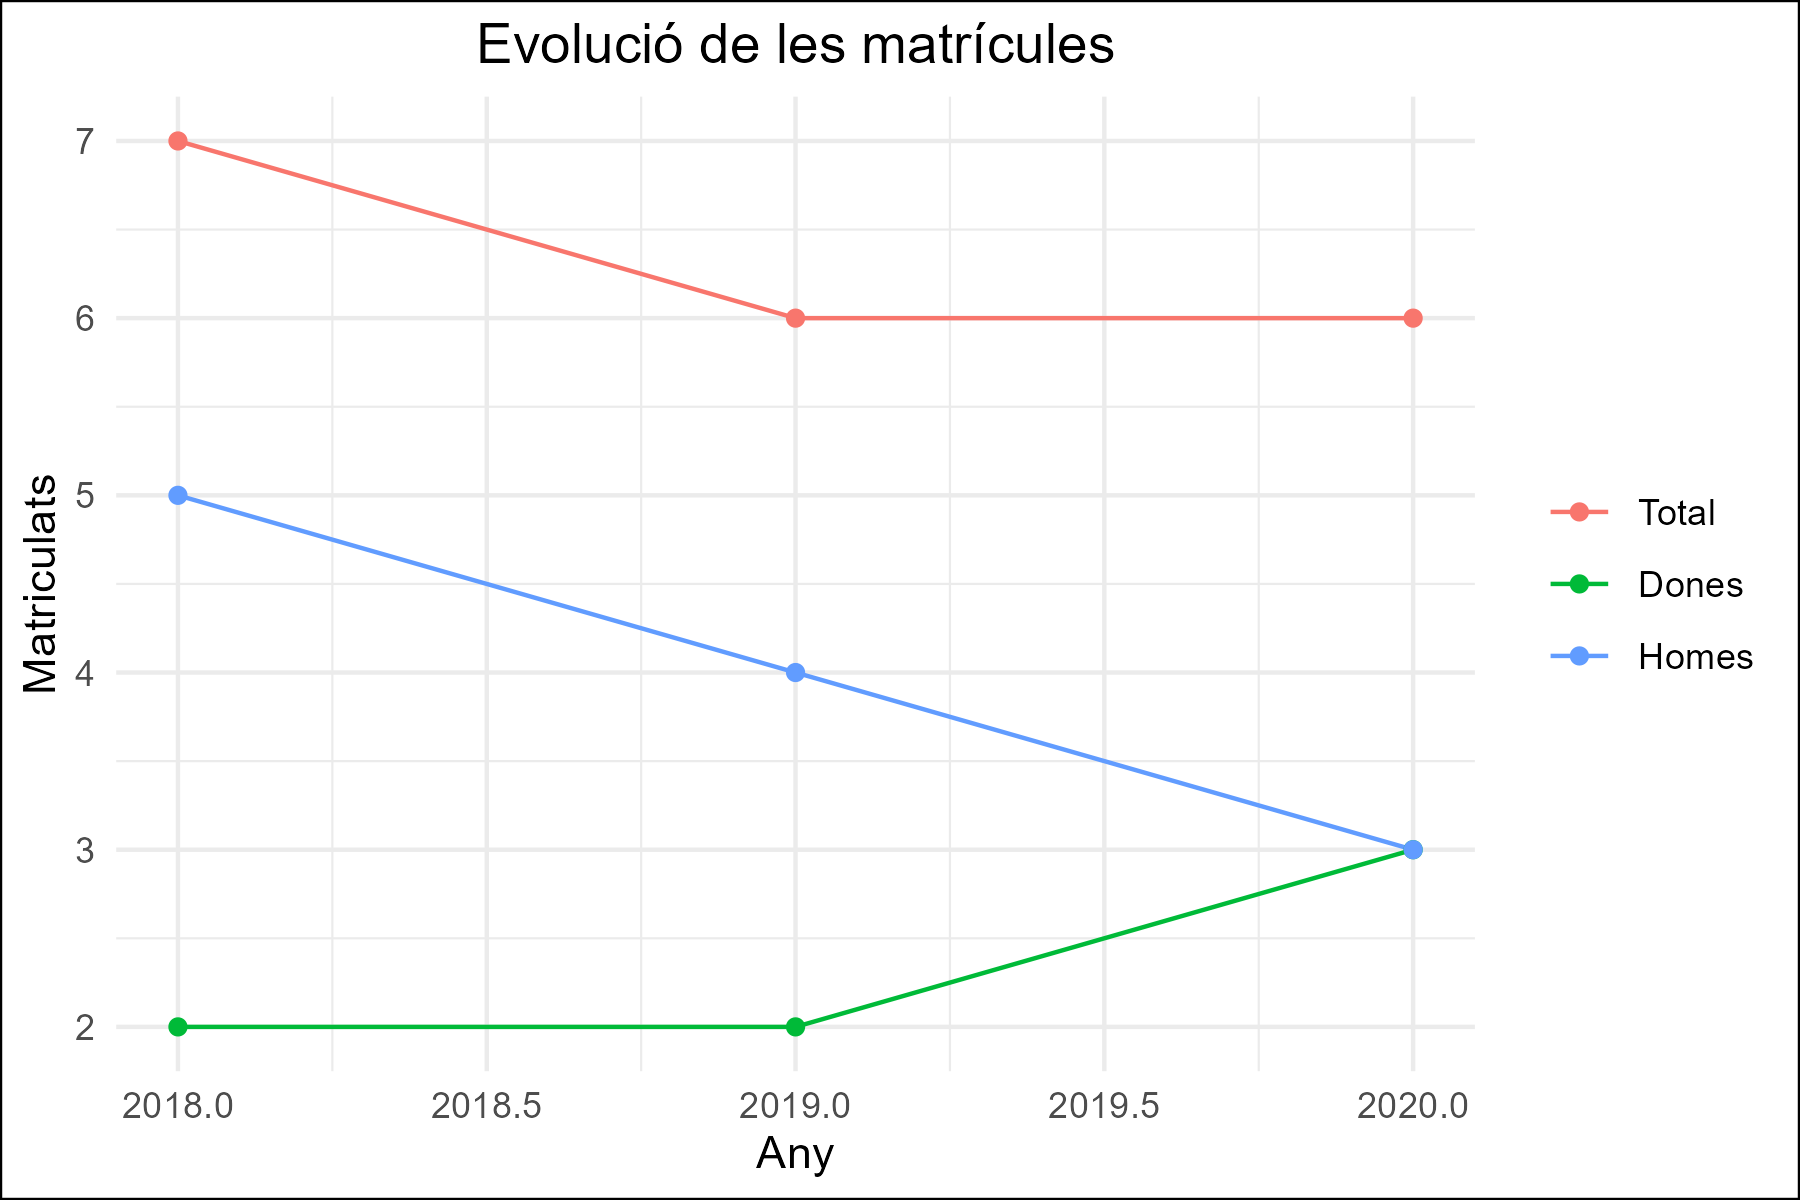 Evolució de les matrícules
7
6
5
4
3
2
Matriculats
2018.0 2018.5 2019.0 2019.5 2020.0
Any
Total
Dones
Homes